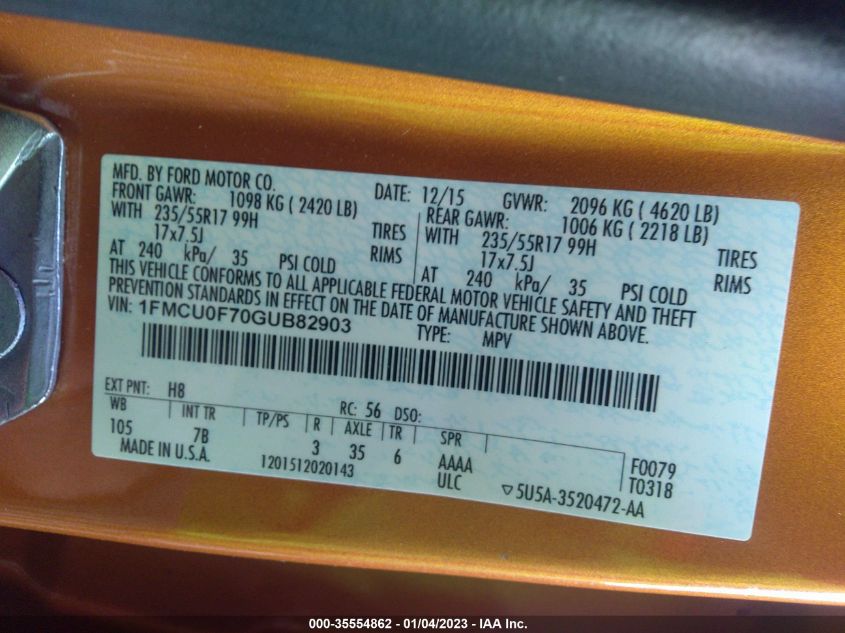 MFD. BY FORD MOTOR CO.
DATE: 12/15 GVWR: 2096 KG ( 4620 LB)
FRONT GAWR: 1098 KG ( 2420 LB) REAR GAWR: 1006 KG ( 2218 LB)
WITH 235/55R17 99H TIRES WITH 235/55R17 99H TIRES
17x7.5J RIMS 17x7.5J RIMS
AT 240 kPa/ 35 PSI COLD AT 240 kPa/ 35 PSI COLD
THIS VEHICLE CONFORMS TO ALL APPLICABLE FEDERAL MOTOR VEHICLE SAFETY AND THEFT
PREVENTION STANDARDS IN EFFECT ON THE DATE OF MANUFACTURE SHOWN ABOVE.
VIN: 1FMCU0F70GUB82903 TYPE: MPV
EXT PNT: H8 RC: 56 DSO:
WB INT TR TP/PS R AXLE TR SPR
105 7B 3 35 6 AAAA F0079
MADE IN U.S.A. 1201512020143 ULC T0318
▽5U5A-3520472-AA
000-35554862 - 01/04/2023 - IAA Inc.